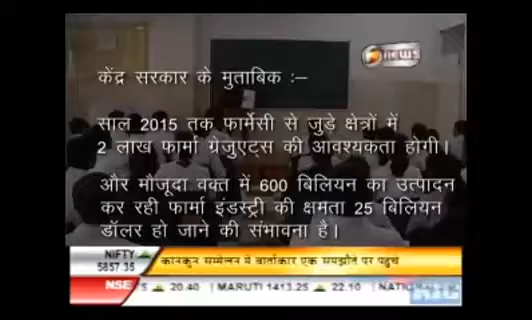 news
केंद्र सरकार के मुताबिक :–
साल 2015 तक फार्मेसी से जुड़े क्षेत्रों में
2 लाख फार्मा ग्रेजुएट्स की आवश्यकता होगी।
और मौजूदा वक्त में 600 बिलियन का उत्पादन
कर रही फार्मा इंडस्ट्री की क्षमता 25 बिलियन
डॉलर हो जाने की संभावना है।
NIFTY
5857.35
कानकुन सम्मेलन में वार्ताकार एक समझौते पर पहुंचे
NSE
20.40 | MARUTI 1413.25 22.10 |